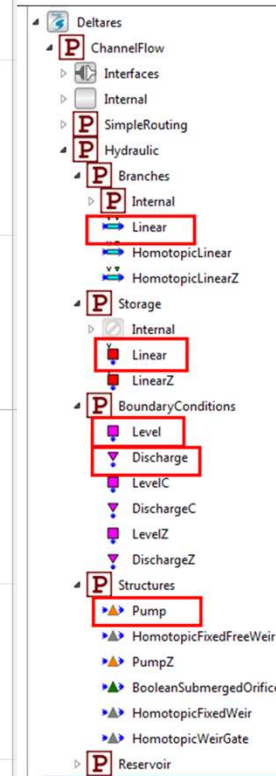 Deltares
ChannelFlow
Interfaces
Internal
P SimpleRouting
P Hydraulic
P Branches
P Internal
Linear
HomotopicLinear
HomotopicLinearZ
P Storage
Internal
Linear
LinearZ
P BoundaryConditions
Level
Discharge
LevelC
DischargeC
LevelZ
DischargeZ
P Structures
Pump
HomotopicFixedFreeWeir
PumpZ
BooleanSubmergedOrifice
HomotopicFixedWeir
HomotopicWeirGate
P Reservoir